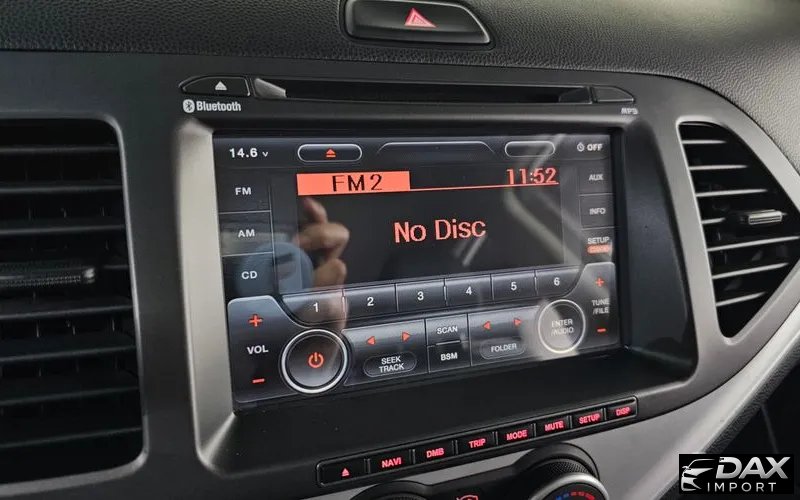 Bluetooth
MP3
14.6 v
OFF
FM
FM2
11:52
AUX
No Disc
AM
INFO
SETUP
CD
1 2 3 4 5 6
TUNE
/FILE
VOL
SCAN
ENTER
/AUDIO
SEEK
TRACK
BSM
FOLDER
NAVI DMB TRIP MODE MUTE SETUP DISP
DAX
IMPORT